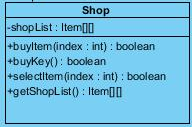 Shop
-shopList : Item[][]
+buyItem(index : int) : boolean
+buyKey() : boolean
+selectItem(index : int) : boolean
+getShopList() : Item[][]